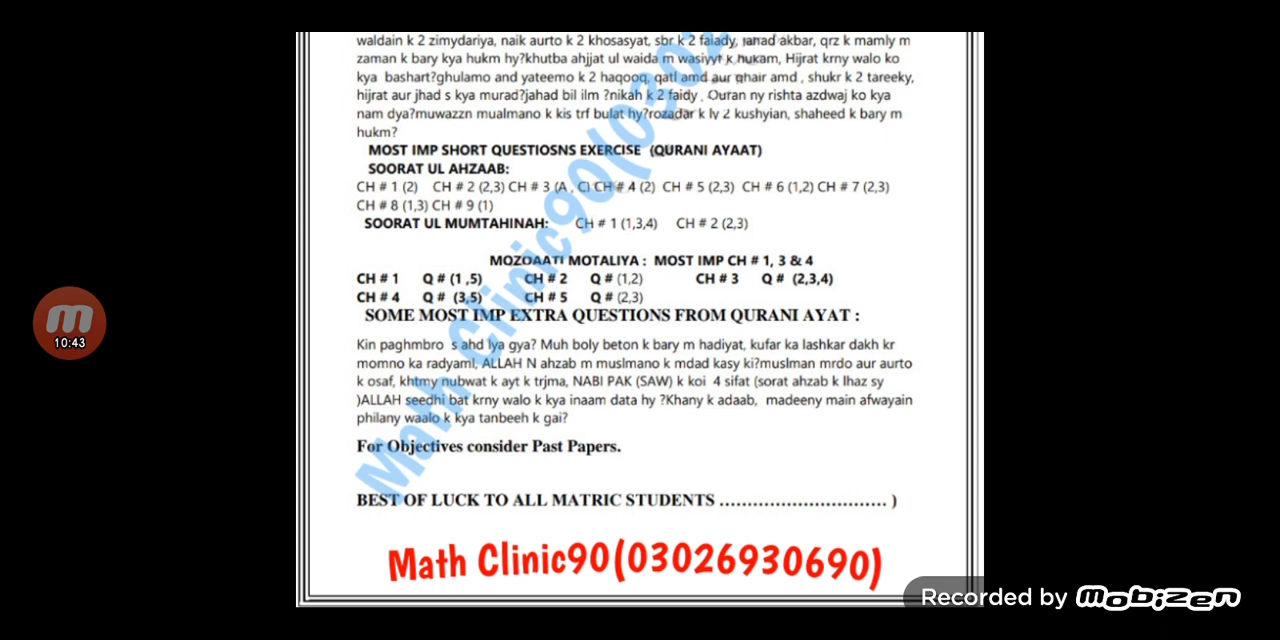 waldain k 2 zimydariya, naik aurto k 2 khosasyat, sbr k 2 faiady, jahad akbar, qrz k mamly m
zaman k bary kya hukm hy?khutba ahjjat ul waida m wasiyyt k hukam, Hijrat krny walo ko
kya bashart?ghulamo and yateemo k 2 haqooq, qatl amd aur ghair amd , shukr k 2 tareeky,
hijrat aur jhad s kya murad?jahad bil ilm ?nikah k 2 faidy , Quran ny rishta azdwaj ko kya
nam dya?muwazzn mualmano k kis trf bulat hy?rozadar k ly 2 kushyian, shaheed k bary m
hukm?
MOST IMP SHORT QUESTIOSNS EXERCISE (QURANI AYAAT)
SOORAT UL AHZAAB:
CH # 1 (2) CH # 2 (2,3) CH # 3 (A , C) CH # 4 (2) CH # 5 (2,3) CH # 6 (1,2) CH # 7 (2,3)
CH # 8 (1,3) CH # 9 (1)
SOORAT UL MUMTAHINAH: CH # 1 (1,3,4) CH # 2 (2,3)
MOZOAATI MOTALIYA : MOST IMP CH # 1, 3 & 4
CH # 1 Q # (1 ,5) CH # 2 Q # (1,2) CH # 3 Q # (2,3,4)
CH # 4 Q # (3,5) CH # 5 Q # (2,3)
SOME MOST IMP EXTRA QUESTIONS FROM QURANI AYAT :
Kin paghmbro s ahd lya gya? Muh boly beton k bary m hadiyat, kufar ka lashkar dakh kr
momno ka radyaml, ALLAH N ahzab m muslmano k mdad kasy ki?muslman mrdo aur aurto
k osaf, khtmy nubwat k ayt k trjma, NABI PAK (SAW) k koi 4 sifat (sorat ahzab k lhaz sy
)ALLAH seedhi bat krny walo k kya inaam data hy ?Khany k adaab, madeeny main afwayain
philany waalo k kya tanbeeh k gai?
For Objectives consider Past Papers.
BEST OF LUCK TO ALL MATRIC STUDENTS ............................. )
Math Clinic90(03026930690)
Math Clinic90(0302
10:43
Recorded by mobizen